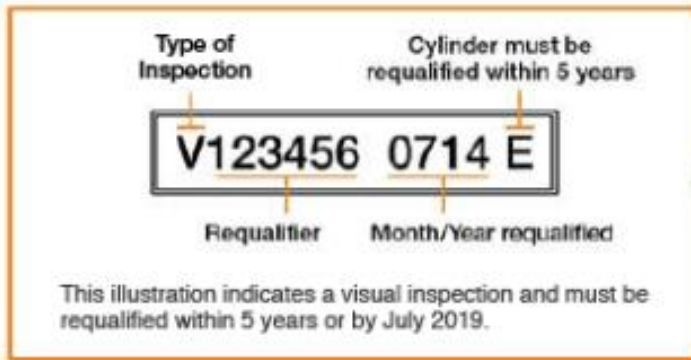 Type of
Inspection
Cylinder must be
requalified within 5 years
V123456 0714 E
Requalifier
Month/Year requalified
This illustration indicates a visual inspection and must be
requalified within 5 years or by July 2019.